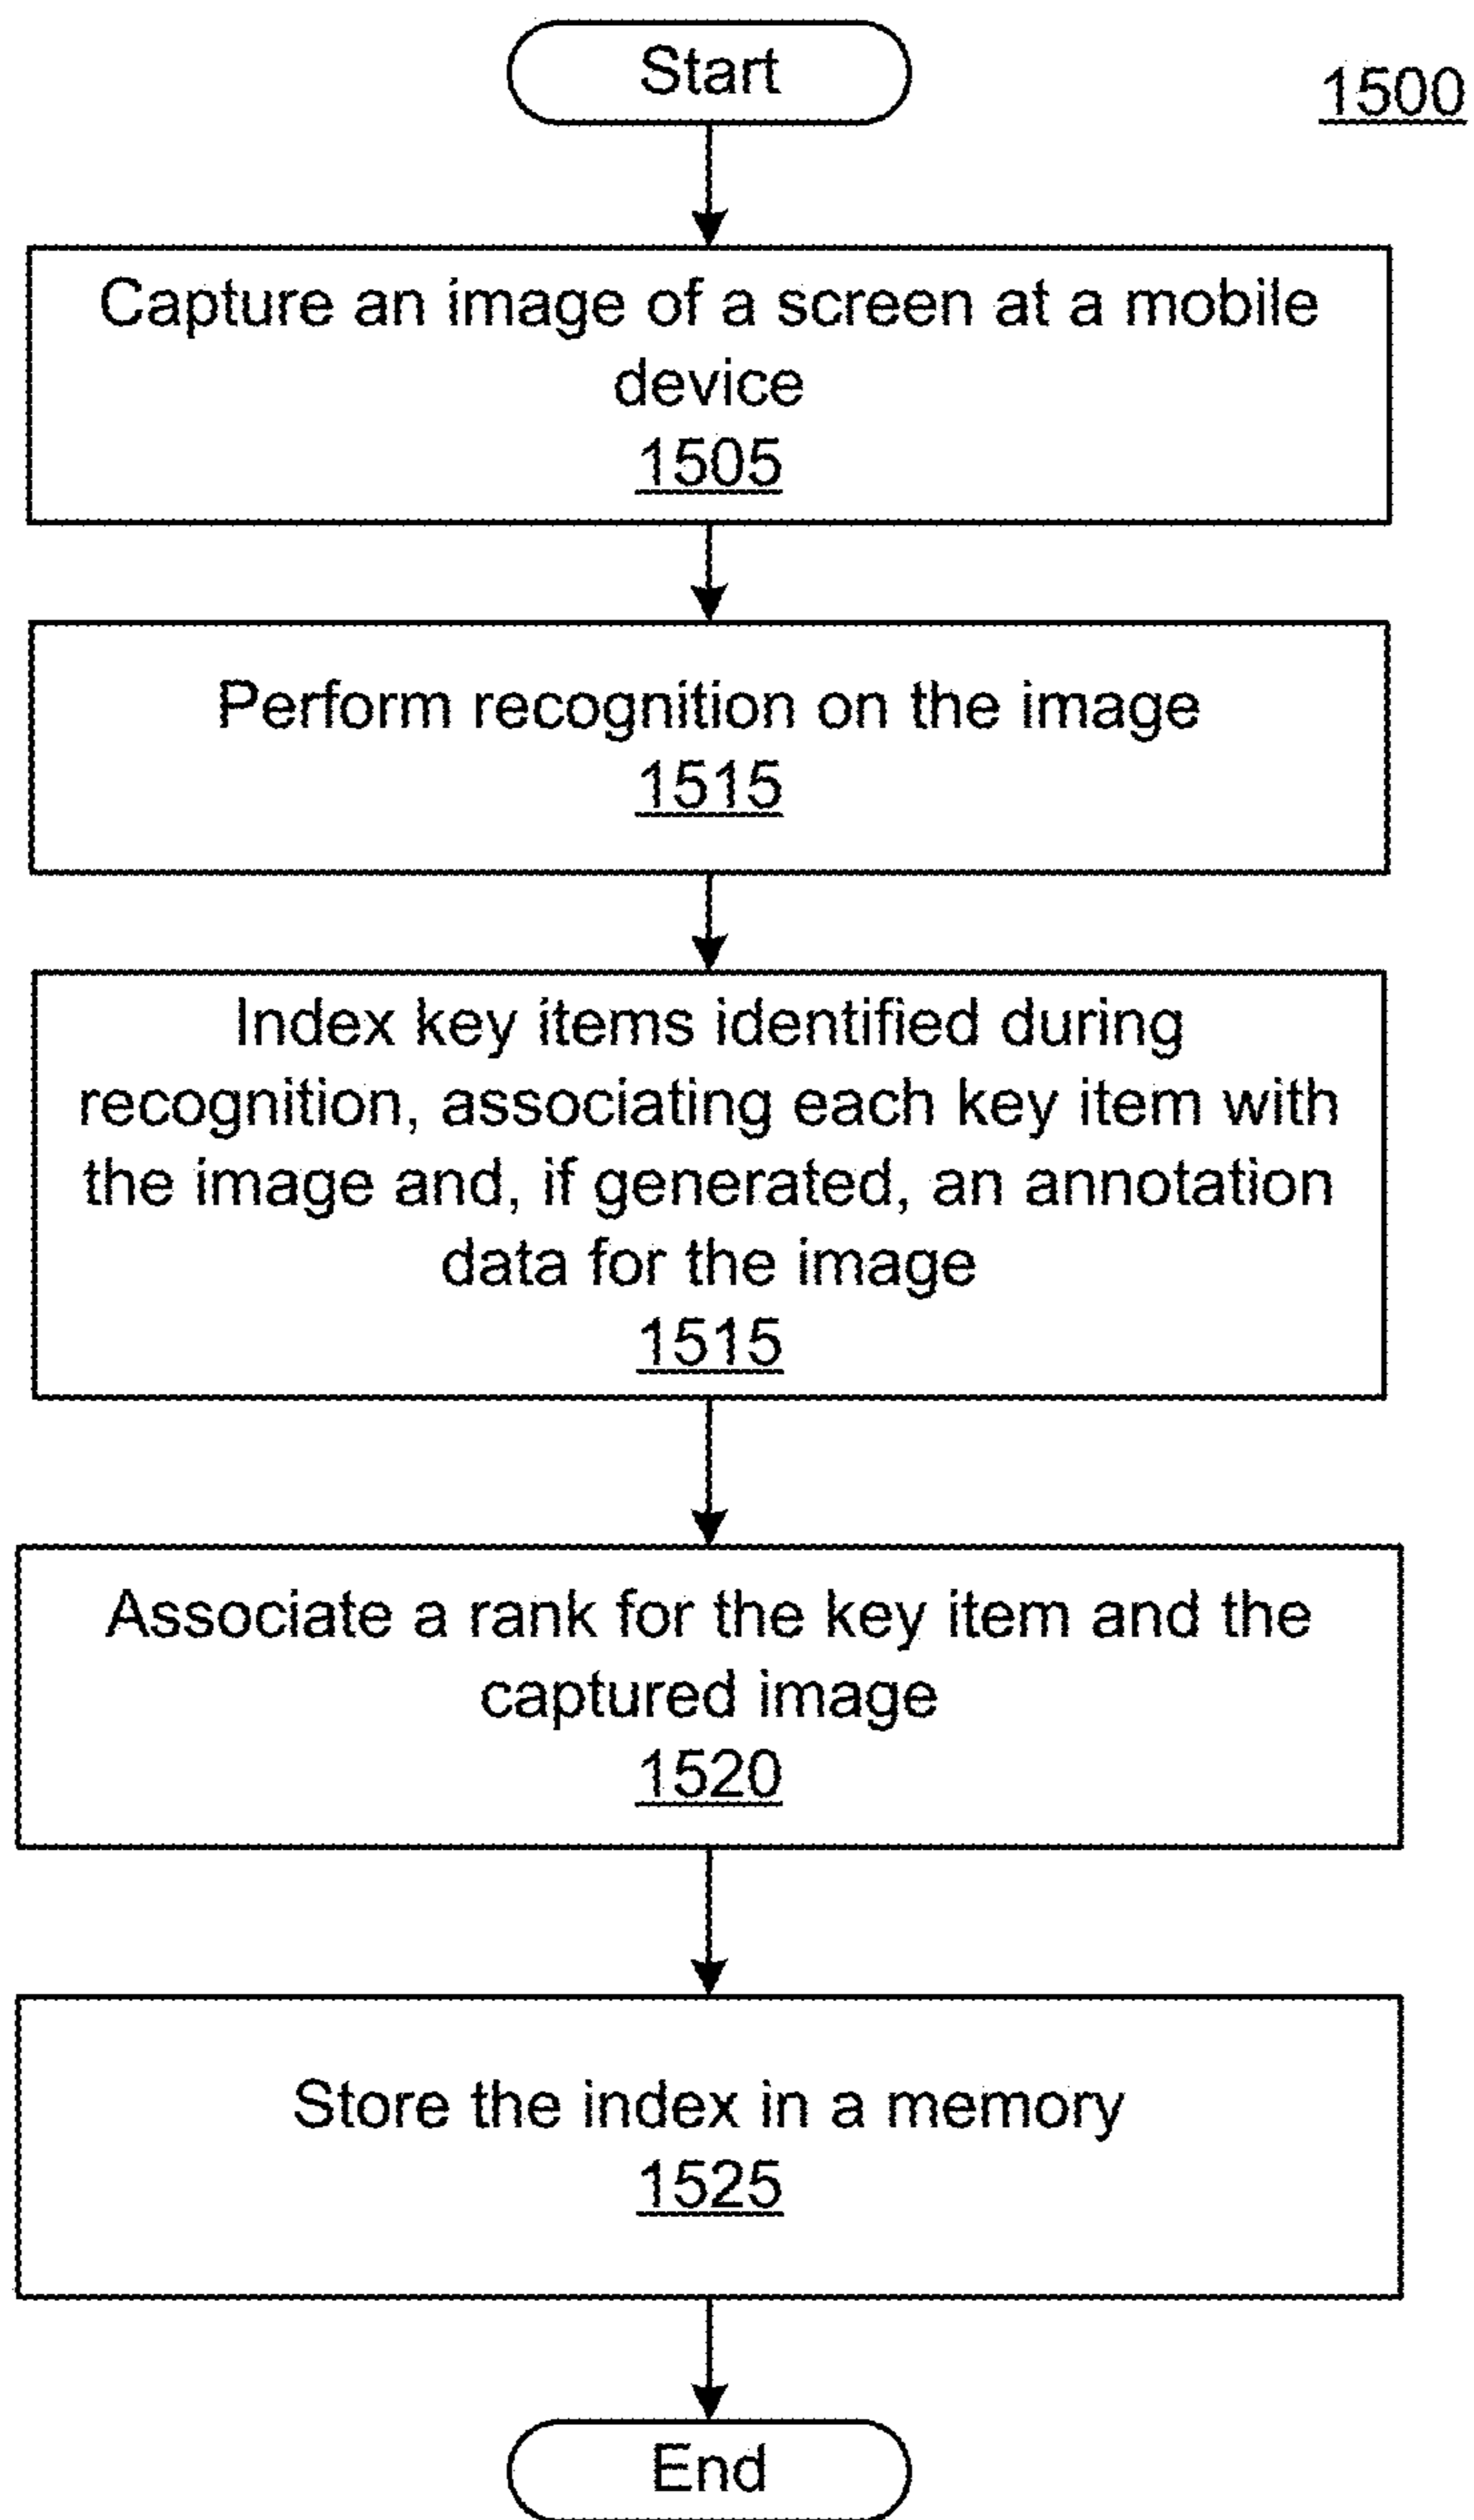 Start
1500
Capture an image of a screen at a mobile
device
1505
Perform recognition on the image
1515
Index key items identified during
recognition, associating each key item with
the image and, if generated, an annotation
data for the image
1515
Associate a rank for the key item and the
captured image
1520
Store the index in a memory
1525
End